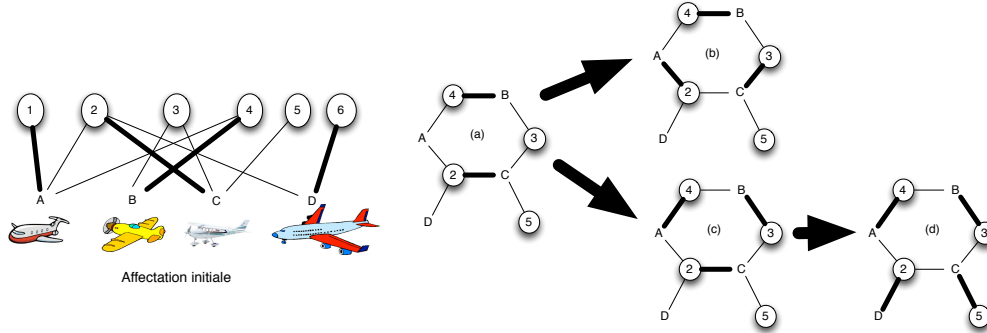 1 2 3 4 5 6
A B C D
Affectation initiale
4 B
A (a) 3
2 C
D 5
4 B
A (b) 3
2 C
D 5
4 B
A (c) 3
2 C
D 5
4 B
A (d) 3
2 C
D 5